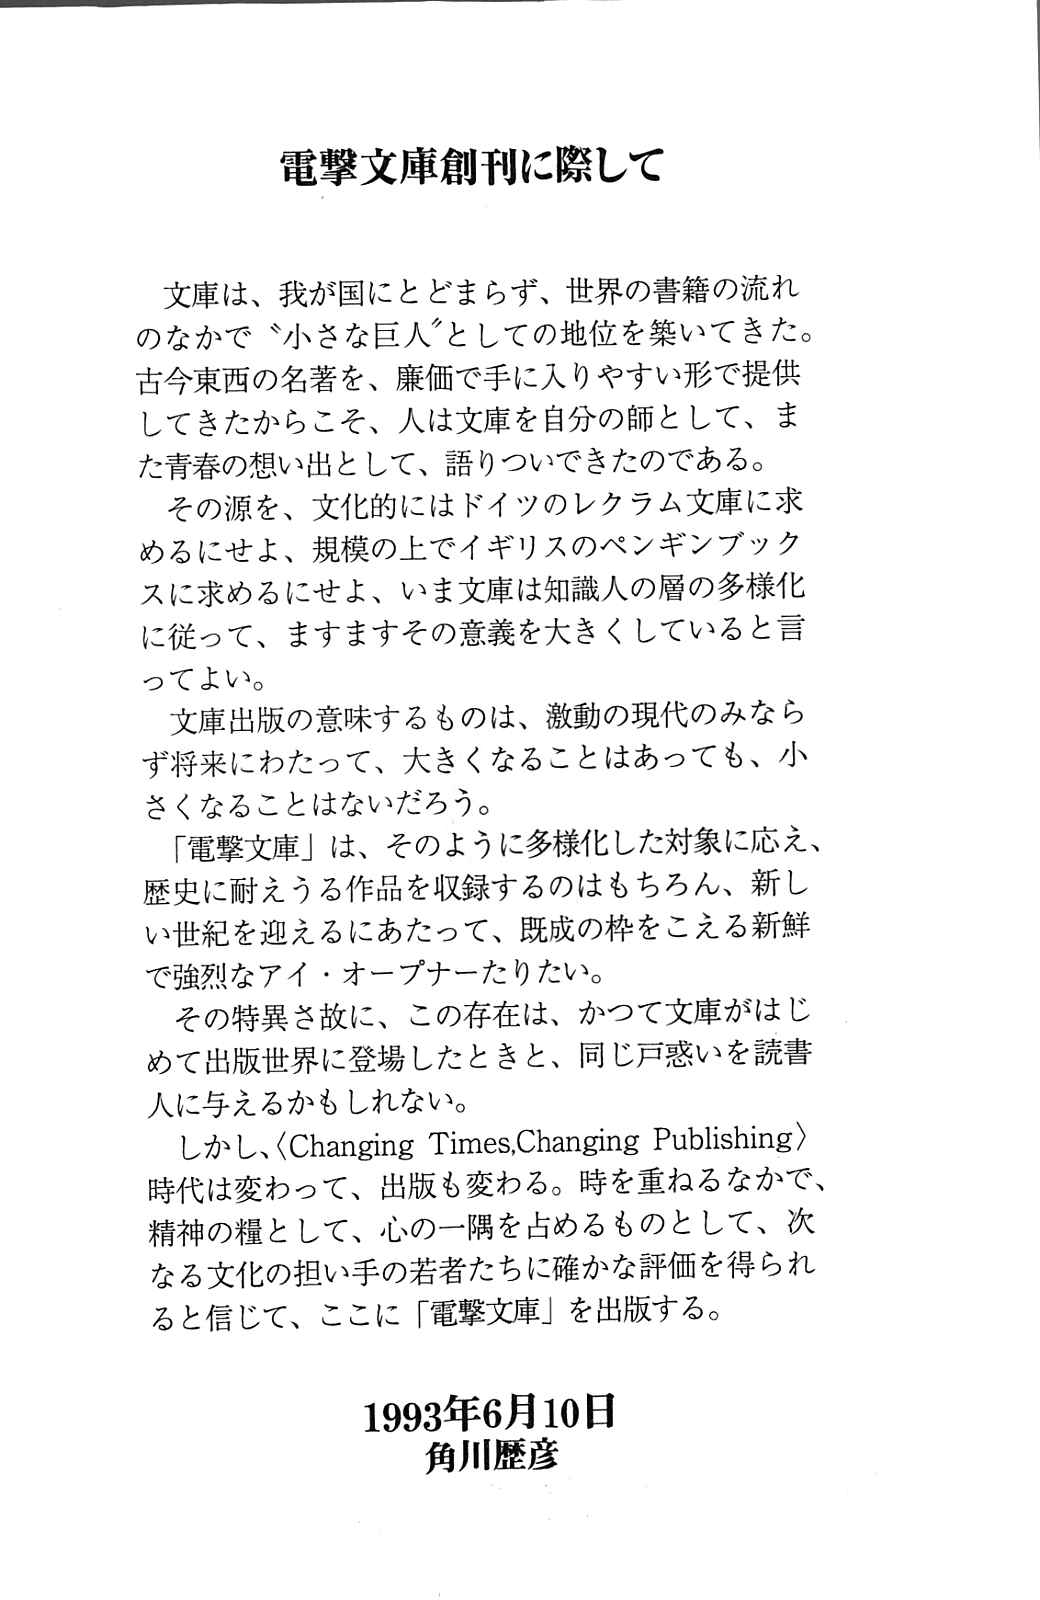 電撃文庫創刊に際して
文庫は、我が国にとどまらず、世界の書籍の流れ
のなかで〝小さな巨人〟としての地位を築いてきた。
古今東西の名著を、廉価で手に入りやすい形で提供
してきたからこそ、人は文庫を自分の師として、ま
た青春の想い出として、語りついできたのである。
その源を、文化的にはドイツのレクラム文庫に求
めるにせよ、規模の上でイギリスのペンギンブック
スに求めるにせよ、いま文庫は知識人の層の多様化
に従って、ますますその意義を大きくしていると言
ってよい。
文庫出版の意味するものは、激動の現代のみなら
ず将来にわたって、大きくなることはあっても、小
さくなることはないだろう。
「電撃文庫」は、そのように多様化した対象に応え、
歴史に耐えうる作品を収録するのはもちろん、新し
い世紀を迎えるにあたって、既成の枠をこえる新鮮
で強烈なアイ・オープナーたりたい。
その特異さ故に、この存在は、かつて文庫がはじ
めて出版世界に登場したときと、同じ戸惑いを読書
人に与えるかもしれない。
しかし、〈Changing Times,Changing Publishing〉
時代は変わって、出版も変わる。時を重ねるなかで、
精神の糧として、心の一隅を占めるものとして、次
なる文化の担い手の若者たちに確かな評価を得られ
ると信じて、ここに「電撃文庫」を出版する。
1993年6月10日
角川歴彦